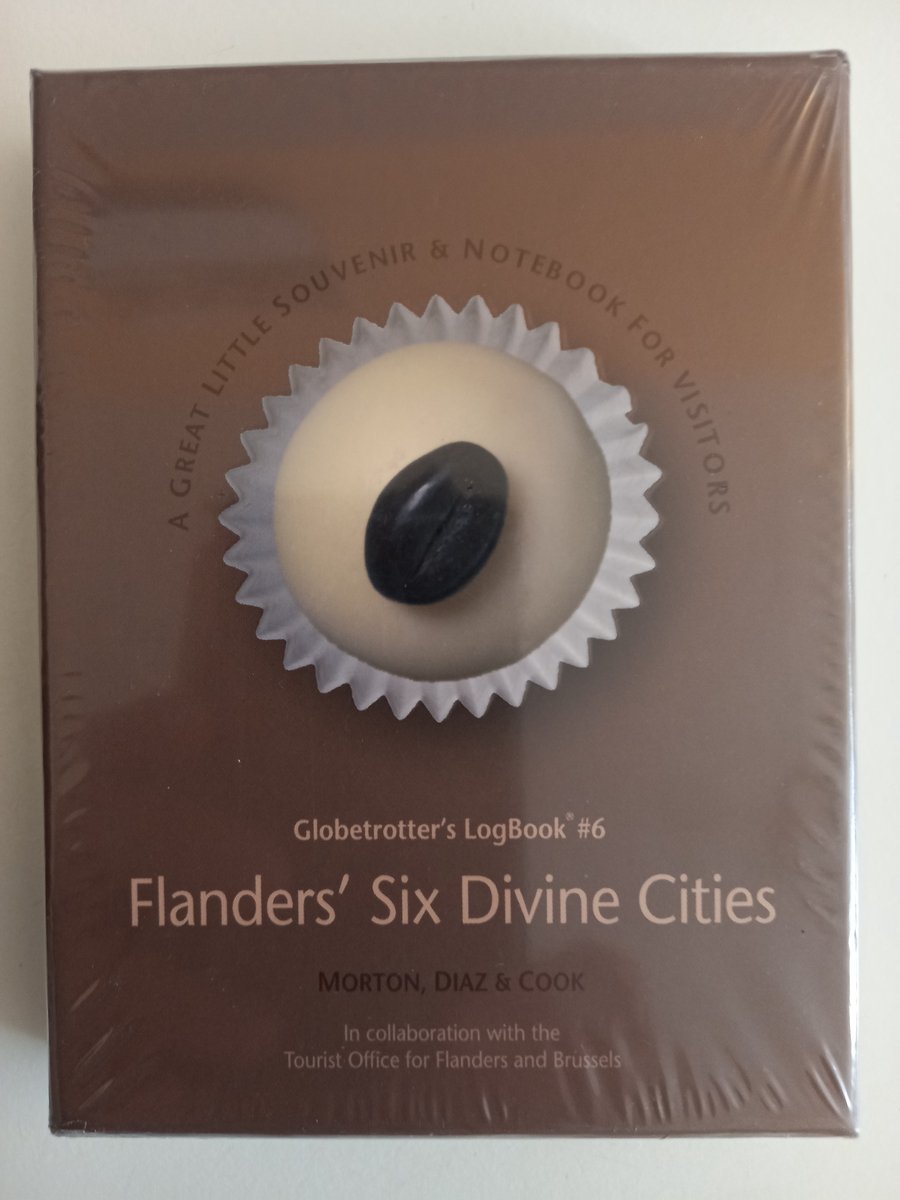 A GREAT LITTLE SOUVENIR & NOTEBOOK FOR VISITORS
Globetrotter's LogBook® #6
Flanders' Six Divine Cities
MORTON, DIAZ & COOK
In collaboration with the
Tourist Office for Flanders and Brussels